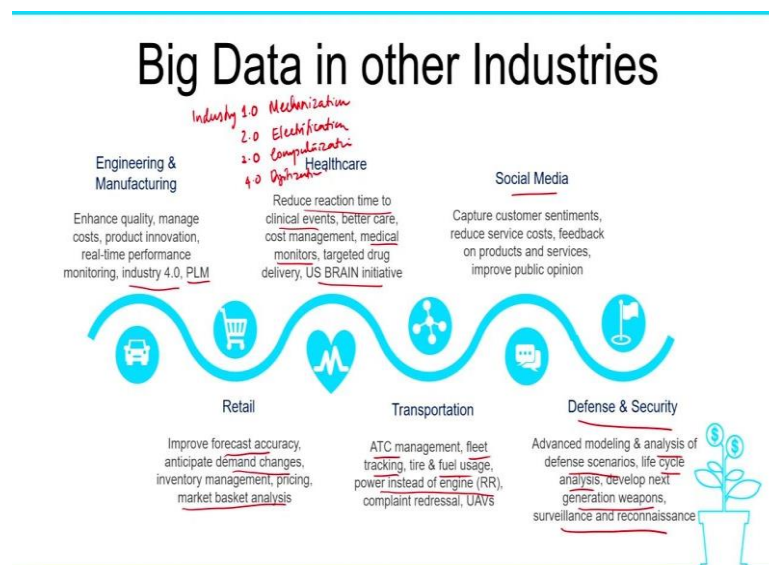 Big Data in other Industries
Industry 1.0 Mechanization
2.0 Electrification
4.0
Engineering &
Manufacturing
Enhance quality, manage
costs, product innovation,
real-time performance
monitoring, industry 4.0, PLM
Healthcare
Reduce reaction time to
clinical events, better care,
cost management, medical
monitors, targeted drug
delivery, US BRAIN initiative
Social Media
Capture customer sentiments,
reduce service costs, feedback
on products and services,
improve public opinion
Retail
Improve forecast accuracy,
anticipate demand changes,
inventory management, pricing,
market basket analysis
Transportation
ATC management, fleet
tracking, tire & fuel usage,
power instead of engine (RR),
complaint redressal, UAVs
Defense & Security
Advanced modeling & analysis of
defense scenarios, life cycle
analysis, develop next
generation weapons,
surveillance and reconnaissance
$ $